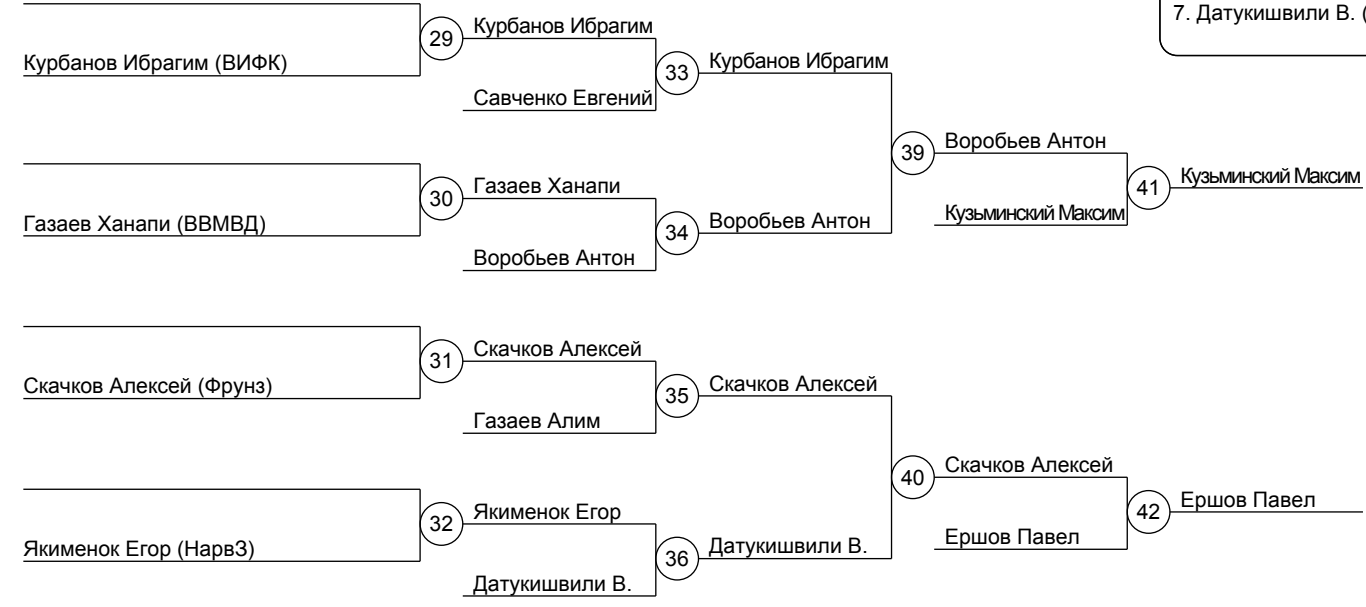 7. Датукишвили В. (
29
Курбанов Ибрагим
Курбанов Ибрагим (ВИФК)
33
Курбанов Ибрагим
Савченко Евгений
39
Воробьев Антон
41
Кузьминский Максим
30
Газаев Ханапи
Газаев Ханапи (ВВМВД)
34
Воробьев Антон
Кузьминский Максим
Воробьев Антон
31
Скачков Алексей
Скачков Алексей (Фрунз)
35
Скачков Алексей
Газаев Алим
40
Скачков Алексей
42
Ершов Павел
32
Якименок Егор
Якименок Егор (НарвЗ)
36
Датукишвили В.
Ершов Павел
Датукишвили В.